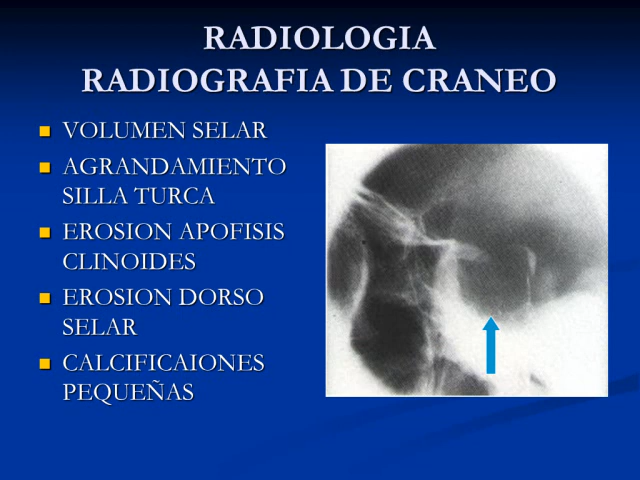 RADIOLOGIA
RADIOGRAFIA DE CRANEO
VOLUMEN SELAR
AGRANDAMIENTO
SILLA TURCA
EROSION APOFISIS
CLINOIDES
EROSION DORSO
SELAR
CALCIFICAIONES
PEQUEÑAS